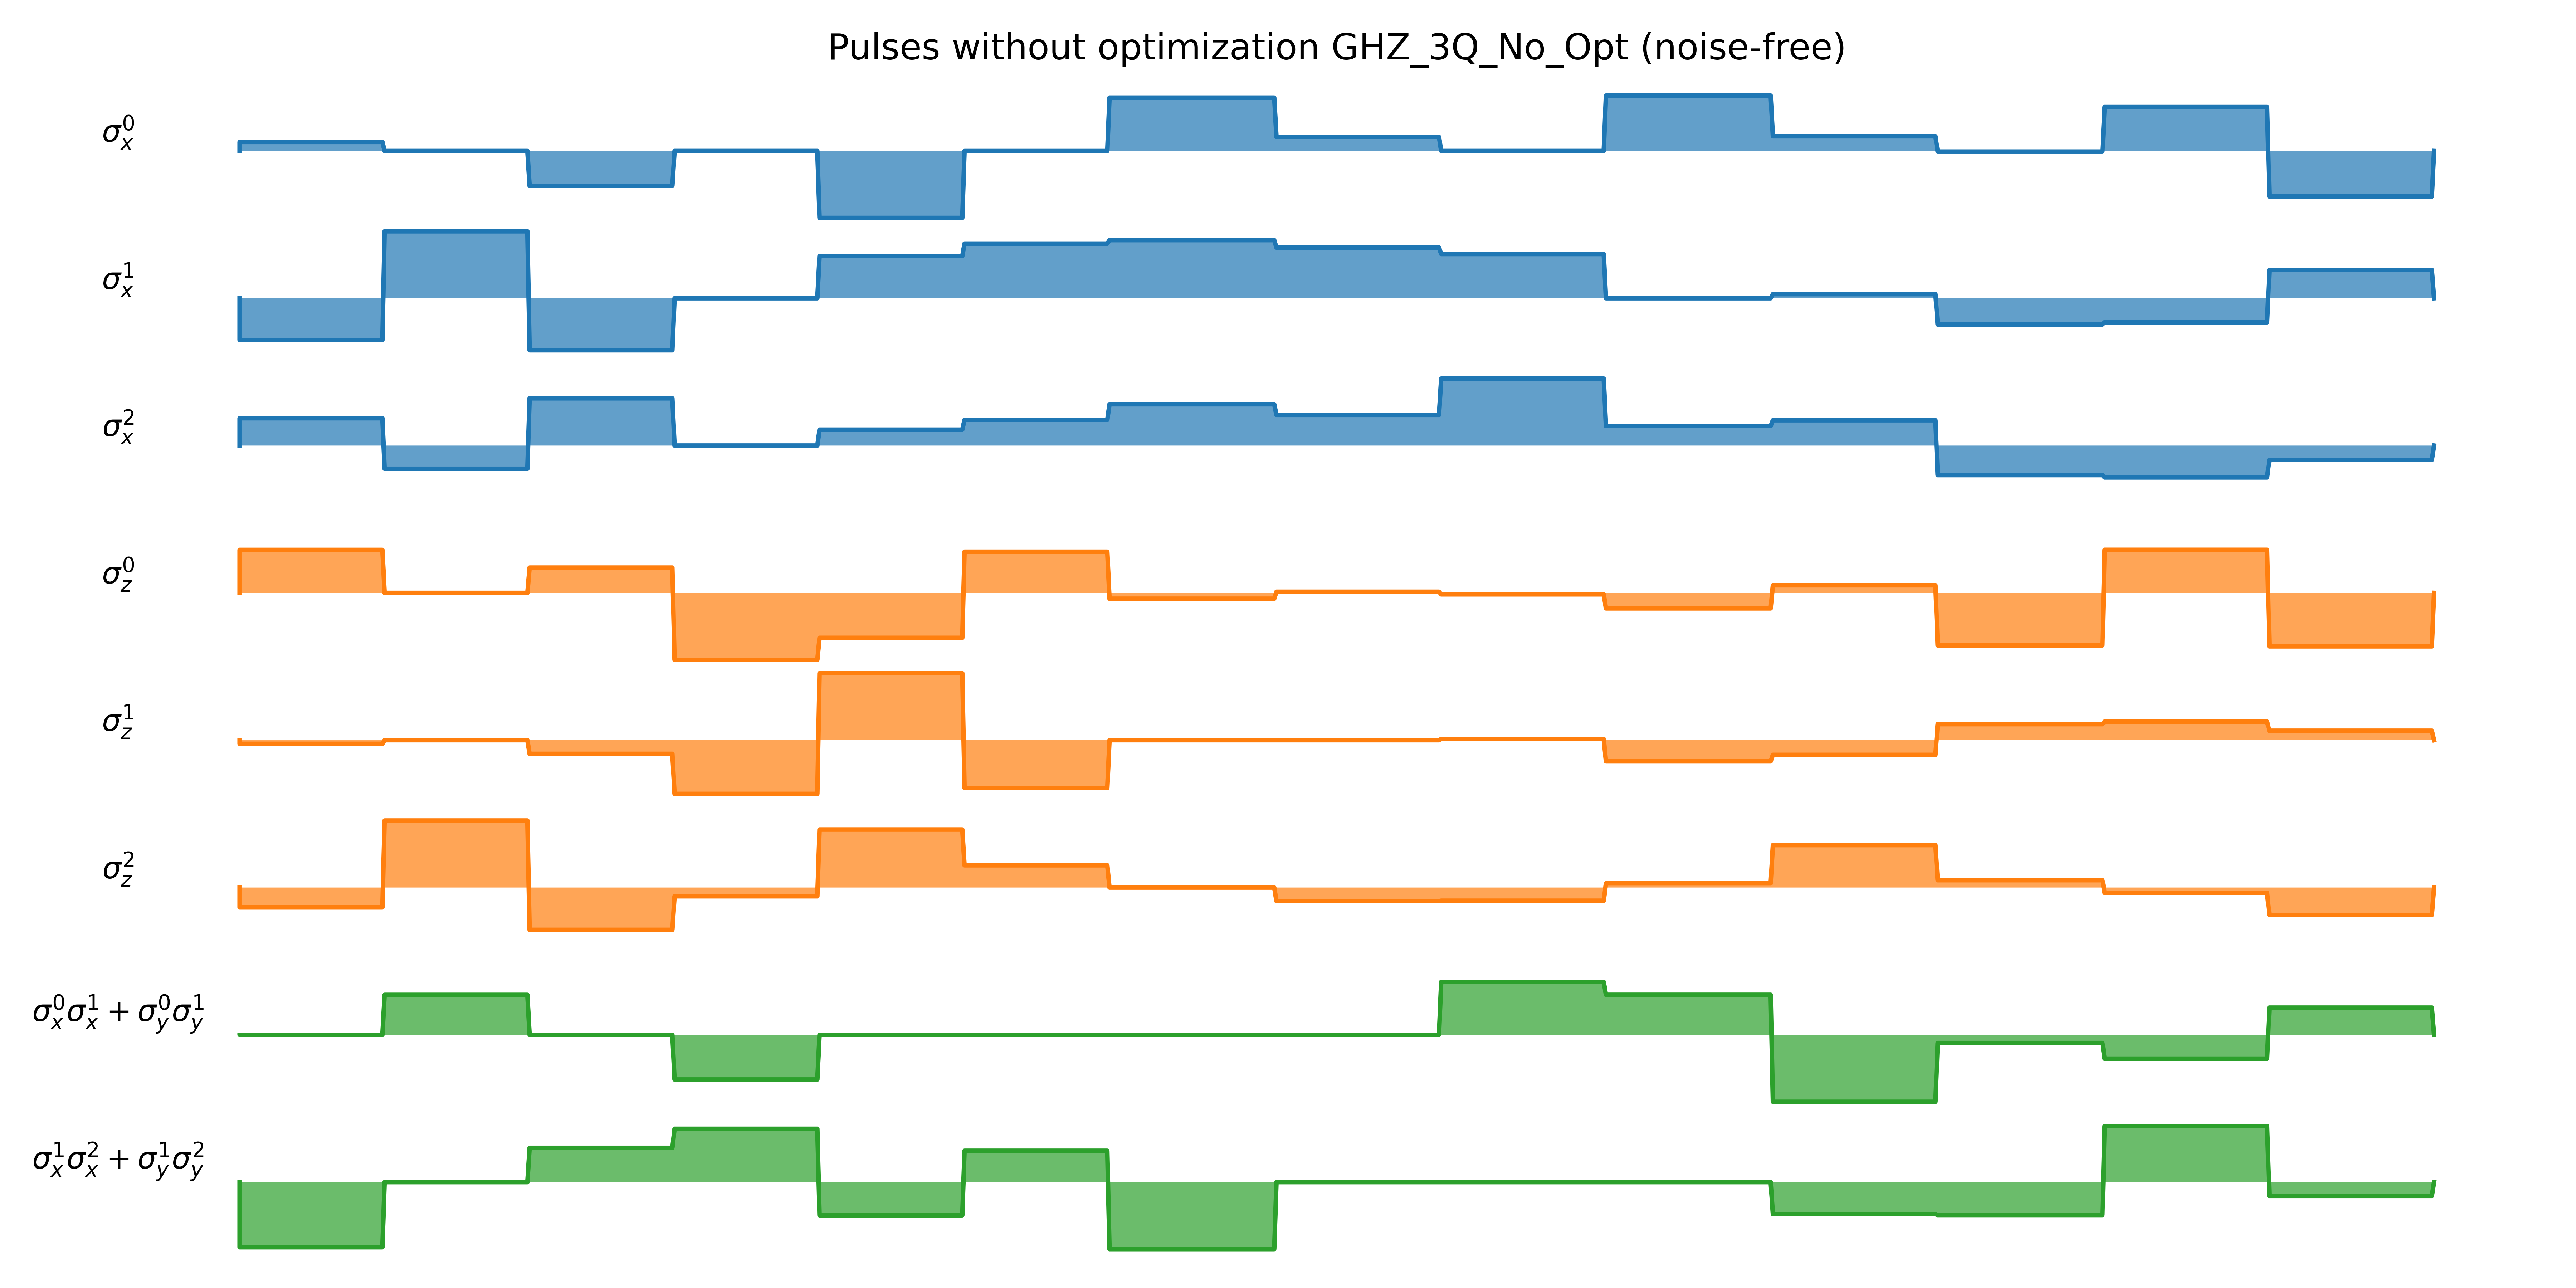 Pulses without optimization GHZ_3Q_No_Opt (noise-free)
σ_x^0
σ_x^1
σ_x^2
σ_z^0
σ_z^1
σ_z^2
σ_x^0σ_x^1 + σ_y^0σ_y^1
σ_x^1σ_x^2 + σ_y^1σ_y^2